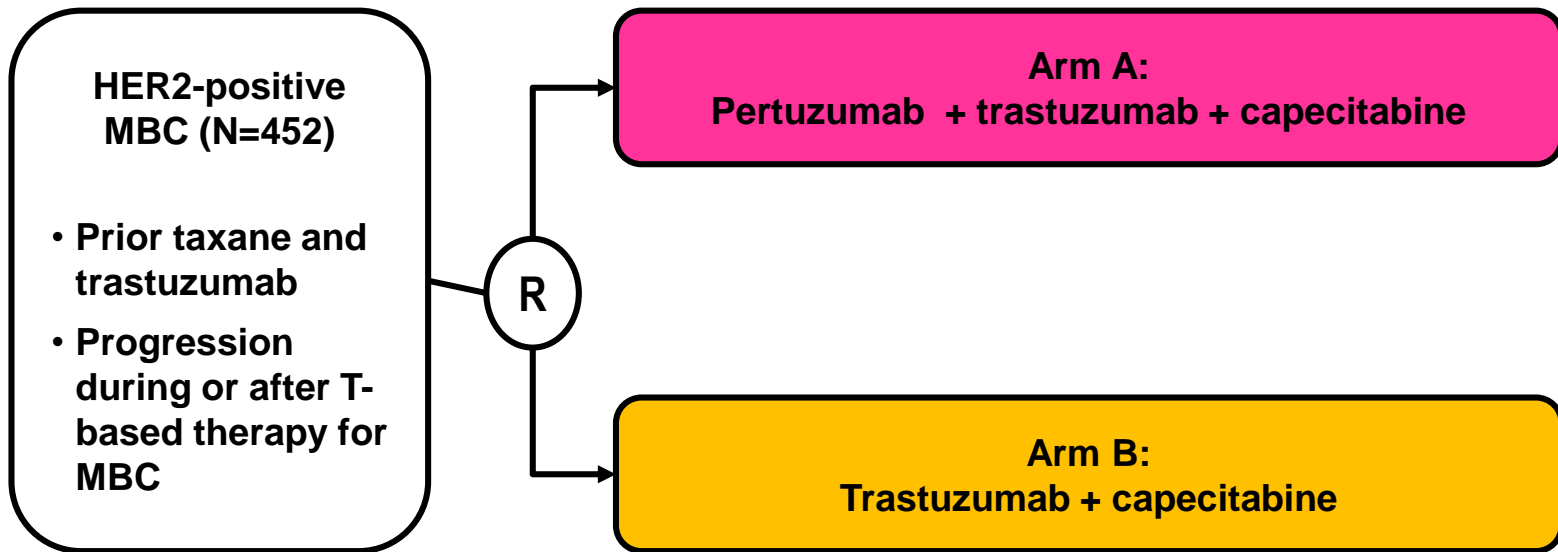 HER2-positive
MBC (N=452)
• Prior taxane and
trastuzumab
• Progression
during or after T-
based therapy for
MBC
R
Arm A:
Pertuzumab + trastuzumab + capecitabine
Arm B:
Trastuzumab + capecitabine